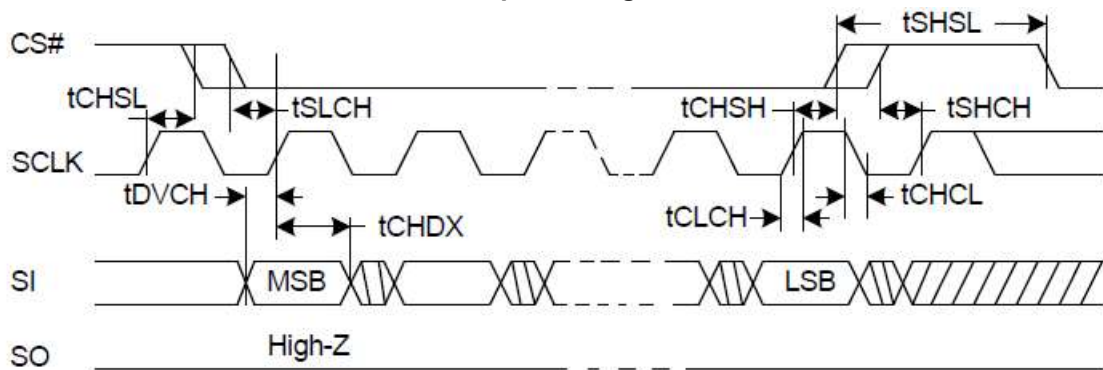 tSHSL
CS#
tCHSL
tSLCH
tCHSH
tSHCH
SCLK
tDVCH
tCHDX
tCLCH
tCHCL
SI
MSB
LSB
SO
High-Z